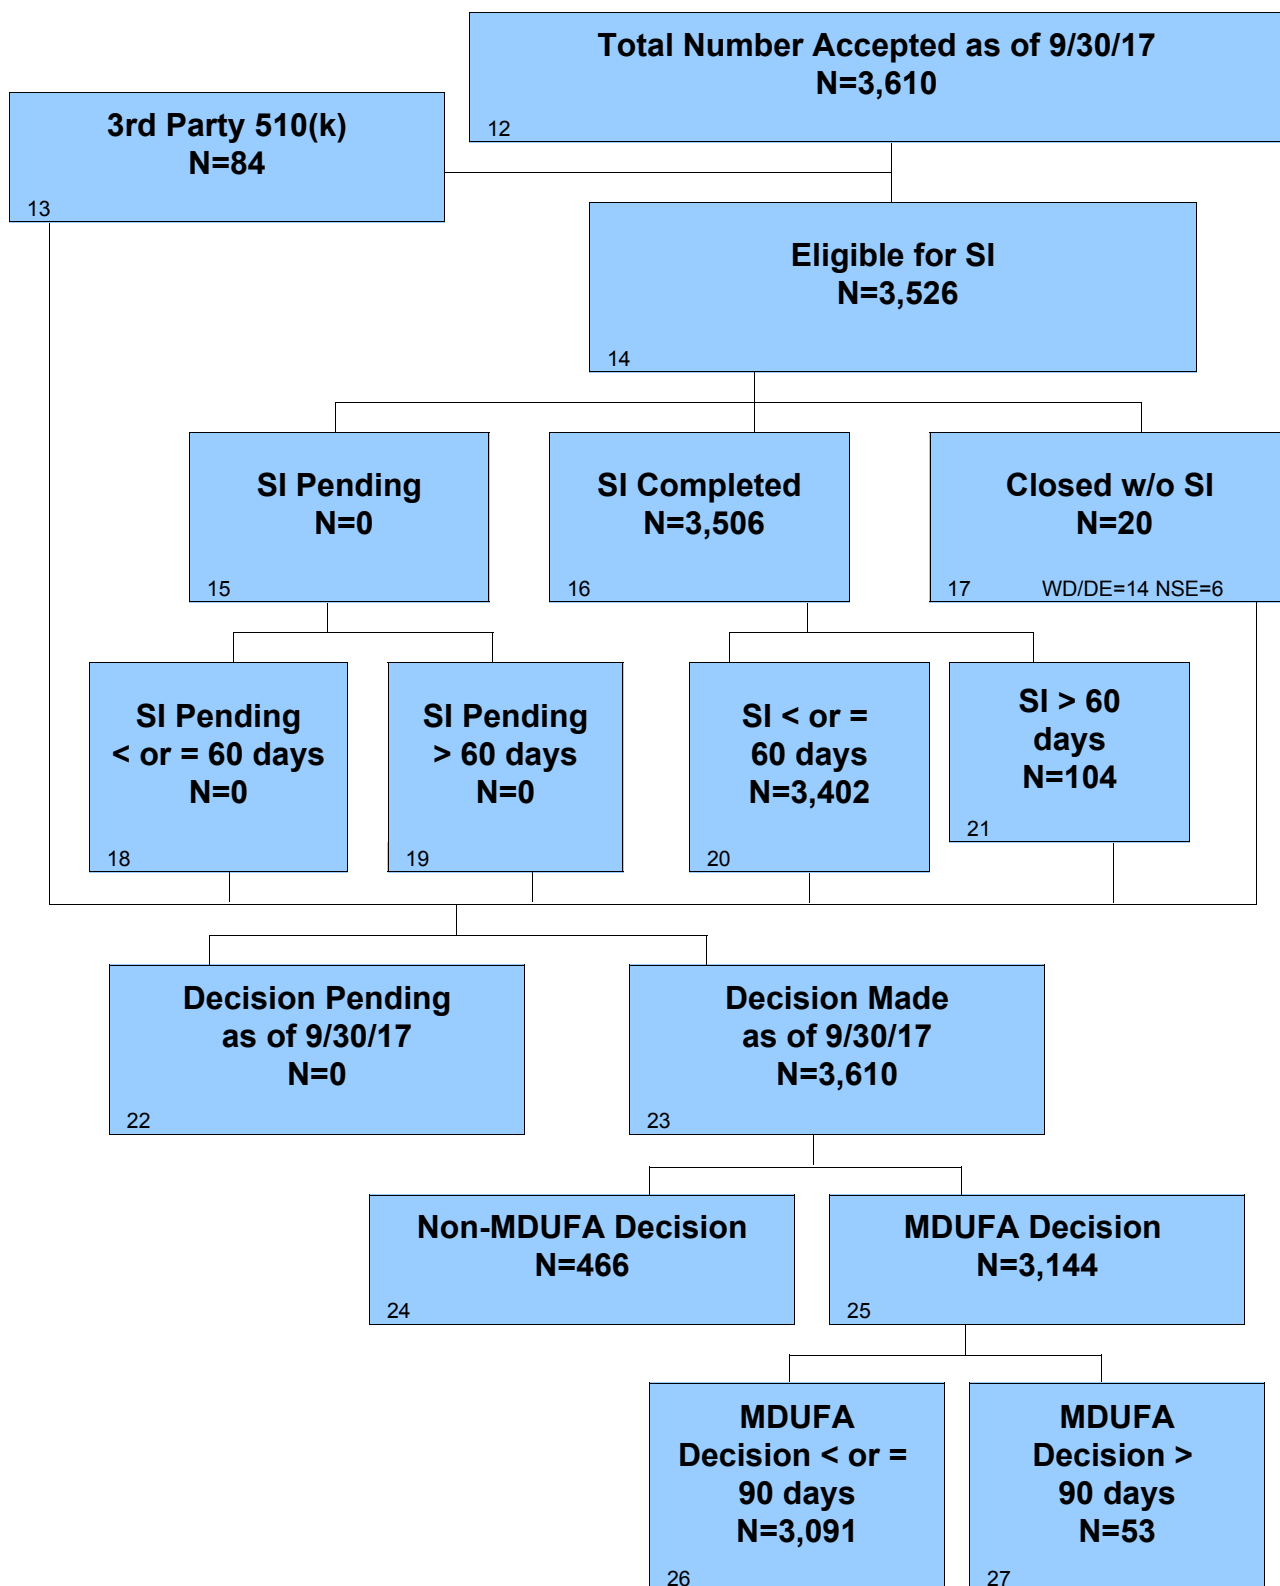 Total Number Accepted as of 9/30/17
N=3,610
12
3rd Party 510(k)
N=84
13
Eligible for SI
N=3,526
14
SI Pending
N=0
15
SI Completed
N=3,506
16
Closed w/o SI
N=20
17 WD/DE=14 NSE=6
SI Pending
< or = 60 days
N=0
18
SI Pending
> 60 days
N=0
19
SI < or =
60 days
N=3,402
20
SI > 60
days
N=104
21
Decision Pending
as of 9/30/17
N=0
22
Decision Made
as of 9/30/17
N=3,610
23
Non-MDUFA Decision
N=466
24
MDUFA Decision
N=3,144
25
MDUFA
Decision < or =
90 days
N=3,091
26
MDUFA
Decision >
90 days
N=53
27